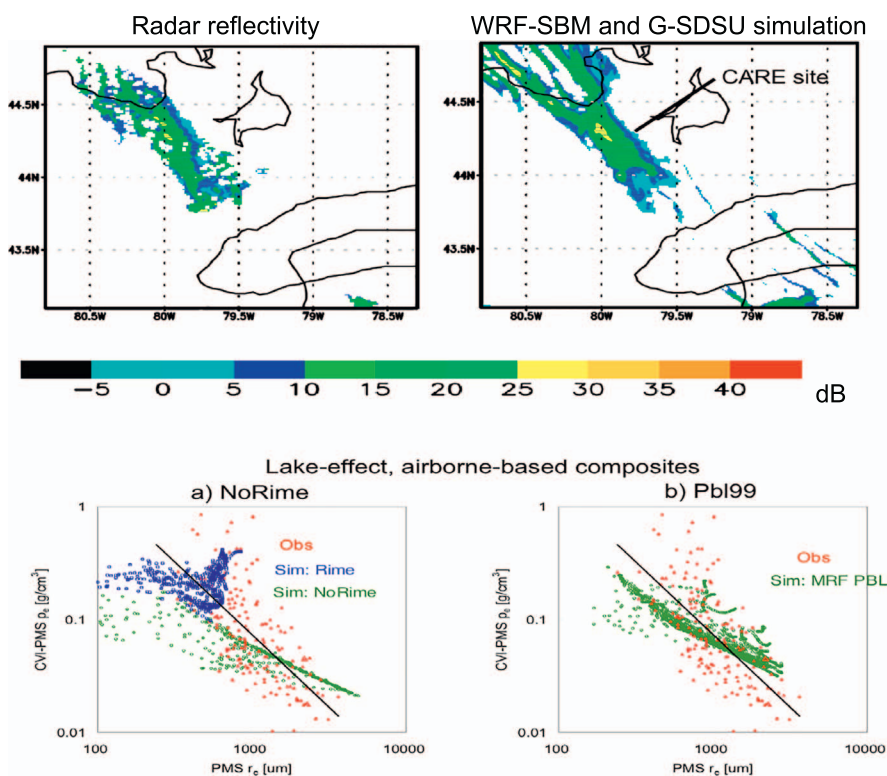 Radar reflectivity
WRF-SBM and G-SDSU simulation
CARE site
44.5N
44N
43.5N
80.5W
80W
79.5W
79W
78.5W
44.5N
44N
43.5N
80.5W
80W
79.5W
79W
78.5W
−5 0 5 10 15 20 25 30 35 40
dB
Lake-effect, airborne-based composites
a) NoRime
b) Pbl99
1
0.1
0.01
CVI-PMS ρe [g/cm³]
Obs
Sim: Rime
Sim: NoRime
100 1000 10000
PMS re [um]
1
0.1
0.01
CVI-PMS ρe [g/cm³]
Obs
Sim: MRF PBL
100 1000 10000
PMS re [um]